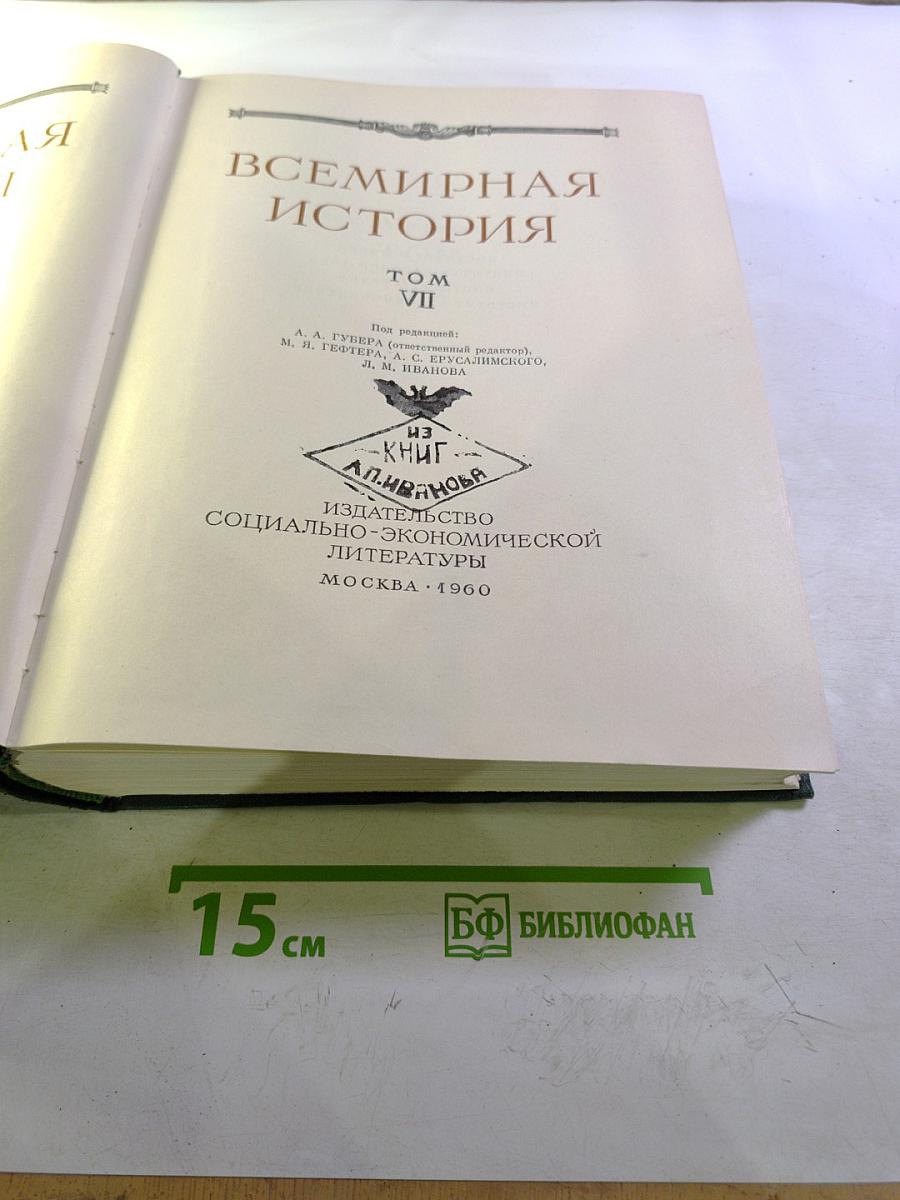 АЯ
ВСЕМИРНАЯ
ИСТОРИЯ
ТОМ
VII
Под редакцией:
А. А. ГУБЕРА (ответственный редактор),
М. Я. ГЕФТЕРА, А. С. ЕРУСАЛИМСКОГО,
Л. М. ИВАНОВА
ИЗ
КНИГ
А.П.ИВАНОВА
ИЗДАТЕЛЬСТВО
СОЦИАЛЬНО-ЭКОНОМИЧЕСКОЙ
ЛИТЕРАТУРЫ
МОСКВА · 1960
15 см
БФ БИБЛИОФАН